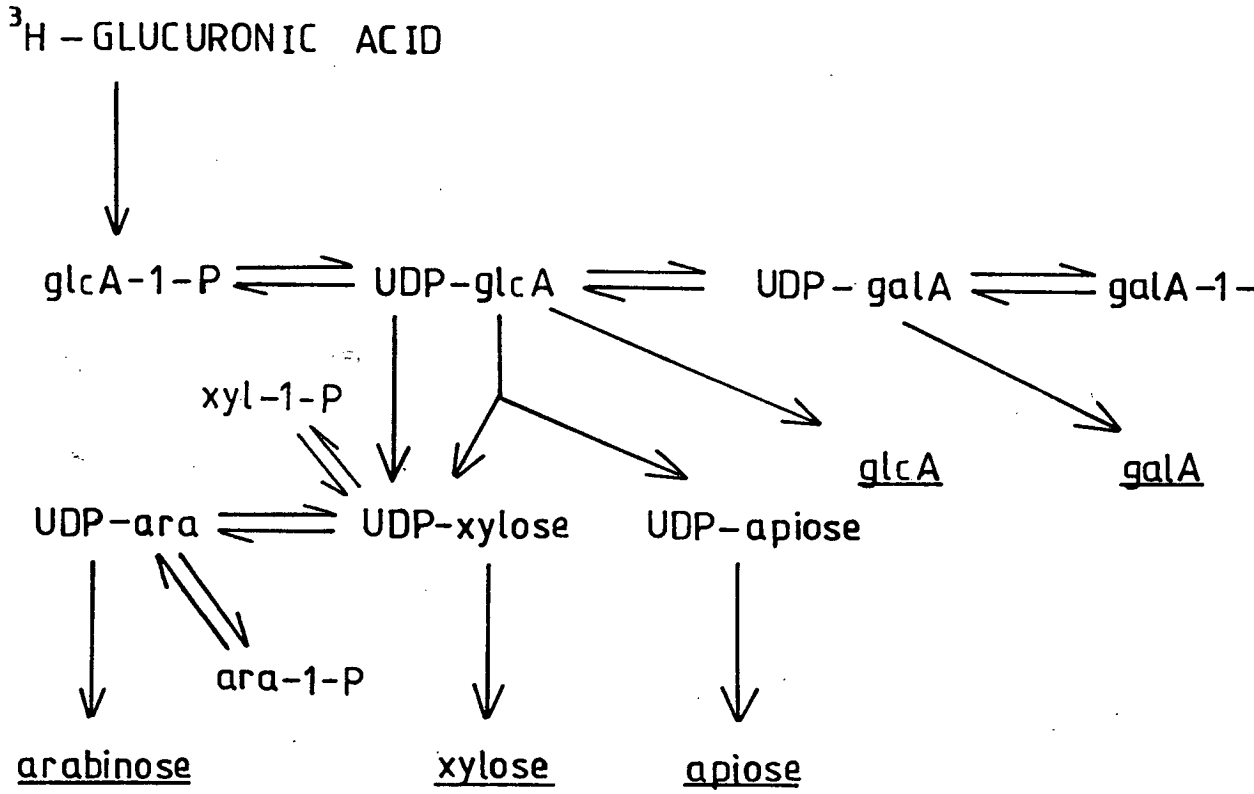 ³H – GLUCURONIC ACID
glcA-1-P UDP-glcA UDP-galA galA-1-
xyl-1-P
glcA galA
UDP-ara UDP-xylose UDP-apiose
ara-1-P
arabinose xylose apiose